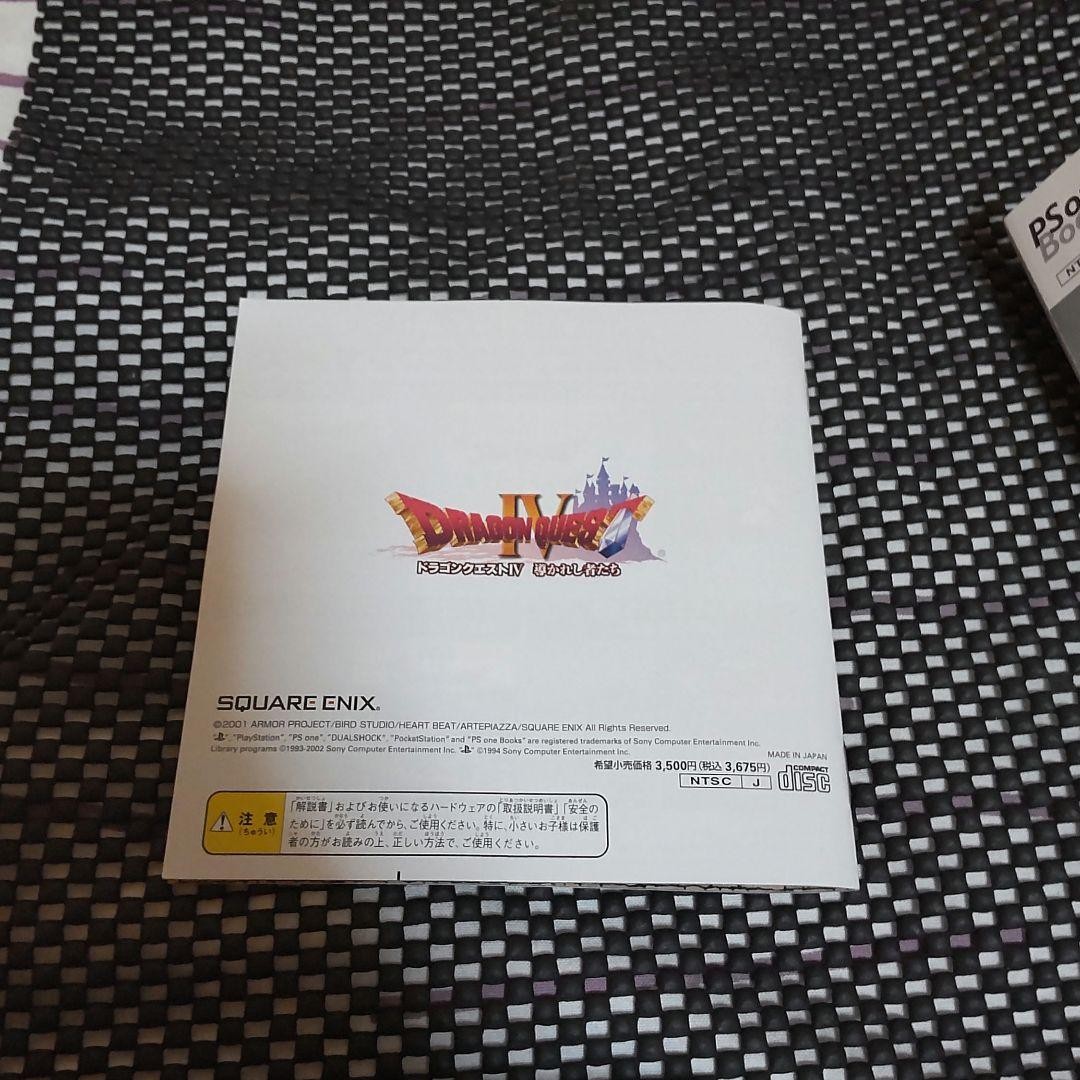 PS o
Bo
NT
DRAGON QUEST
IV
ドラゴンクエストIV 導かれし者たち
SQUARE ENIX®
©2001 ARMOR PROJECT/BIRD STUDIO/HEART BEAT/ARTEPIAZZA/SQUARE ENIX All Rights Reserved.
" ", "PlayStation", "PS one", "DUALSHOCK", "PocketStation" and "PS one Books" are registered trademarks of Sony Computer Entertainment Inc.
Library programs ©1993-2002 Sony Computer Entertainment Inc. " " ©1994 Sony Computer Entertainment Inc.
MADE IN JAPAN
希望小売価格 3,500円(税込 3,675円)
NTSC J
COMPACT disc
注意
(ちゅうい)
「解説書」およびお使いになるハードウェアの「取扱説明書」「安全の
ために」を必ず読んでから、ご使用ください。特に、小さいお子様は保護
者の方がお読みの上、正しい方法で、ご使用ください。